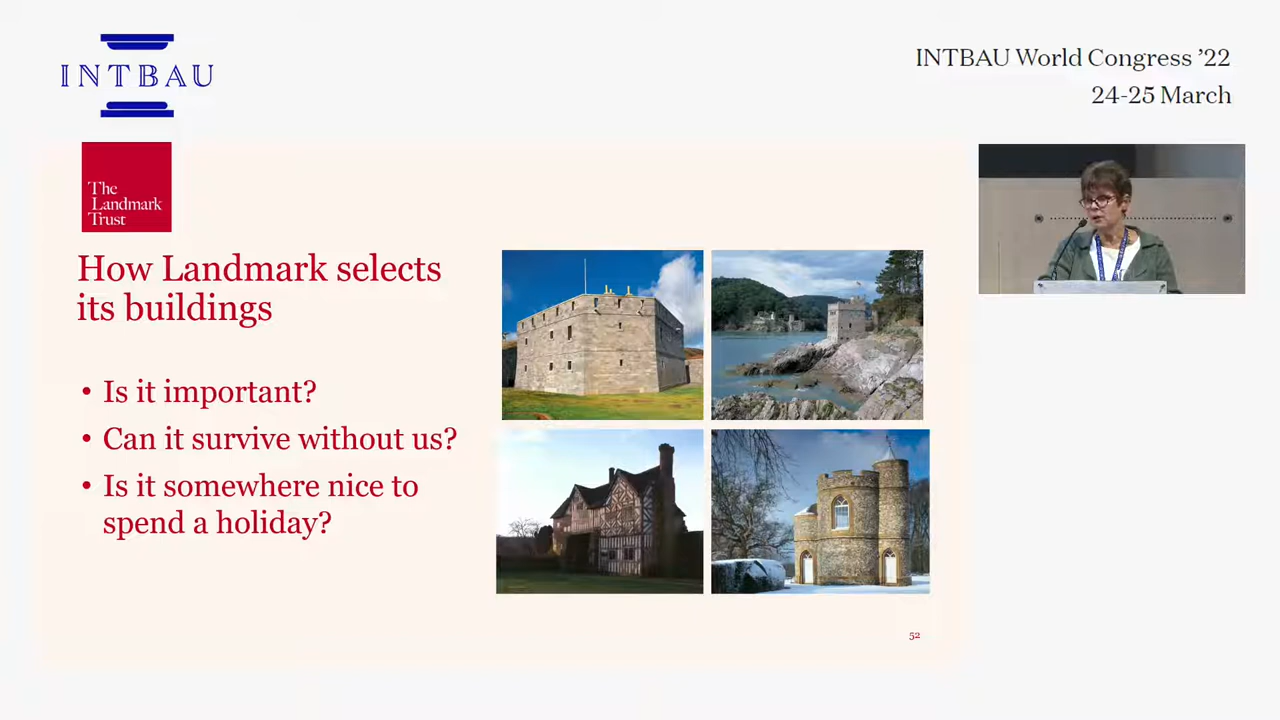 INTBAU
INTBAU World Congress ’22
24-25 March
The
Landmark
Trust
How Landmark selects
its buildings
• Is it important?
• Can it survive without us?
• Is it somewhere nice to
spend a holiday?
52